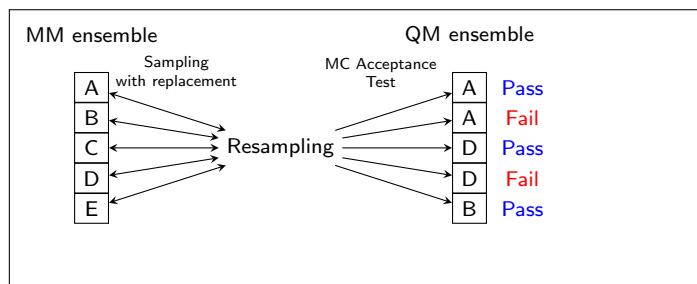 MM ensemble
QM ensemble
Sampling
with replacement
MC Acceptance
Test
A
B
C
D
E
Resampling
A Pass
A Fail
D Pass
D Fail
B Pass